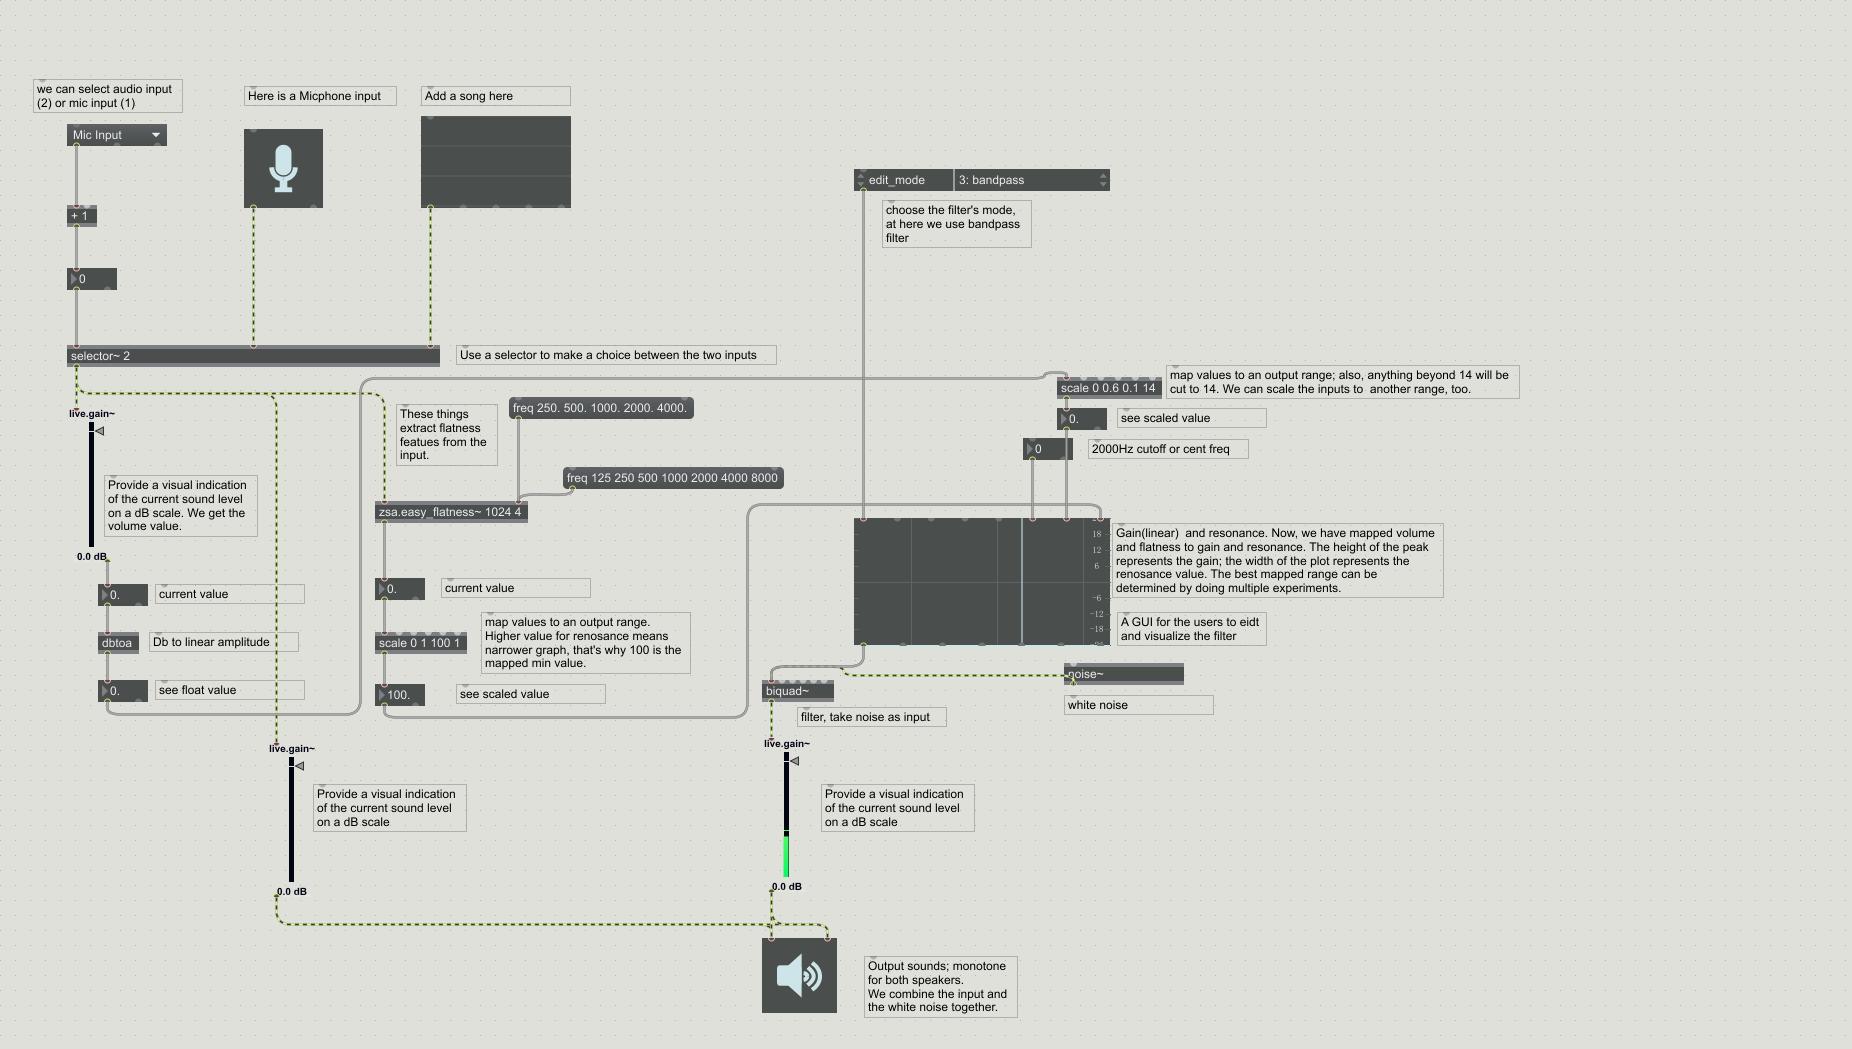 we can select audio input
(2) or mic input (1)
Here is a Micphone input
Add a song here
Mic Input
edit_mode
3: bandpass
choose the filter's mode,
at here we use bandpass
filter
+ 1
0
selector~ 2
Use a selector to make a choice between the two inputs
map values to an output range; also, anything beyond 14 will be
cut to 14. We can scale the inputs to  another range, too.
scale 0 0.6 0.1 14
0.
see scaled value
0
2000Hz cutoff or cent freq
live.gain~
These things
extract flatness
featues from the
input.
freq 250. 500. 1000. 2000. 4000.
freq 125 250 500 1000 2000 4000 8000
Provide a visual indication
of the current sound level
on a dB scale. We get the
volume value.
zsa.easy_flatness~ 1024 4
0.0 dB
18
12
6
−6
−12
−18
Gain(linear)  and resonance. Now, we have mapped volume
and flatness to gain and resonance. The height of the peak
represents the gain; the width of the plot represents the
renosance value. The best mapped range can be
determined by doing multiple experiments.
0.
current value
0.
current value
A GUI for the users to eidt
and visualize the filter
dbtoa
Db to linear amplitude
scale 0 1 100 1
map values to an output range.
Higher value for renosance means
narrower graph, that's why 100 is the
mapped min value.
0.
see float value
100.
see scaled value
biquad~
noise~
white noise
filter, take noise as input
live.gain~
live.gain~
Provide a visual indication
of the current sound level
on a dB scale
Provide a visual indication
of the current sound level
on a dB scale
0.0 dB
0.0 dB
Output sounds; monotone
for both speakers.
We combine the input and
the white noise together.